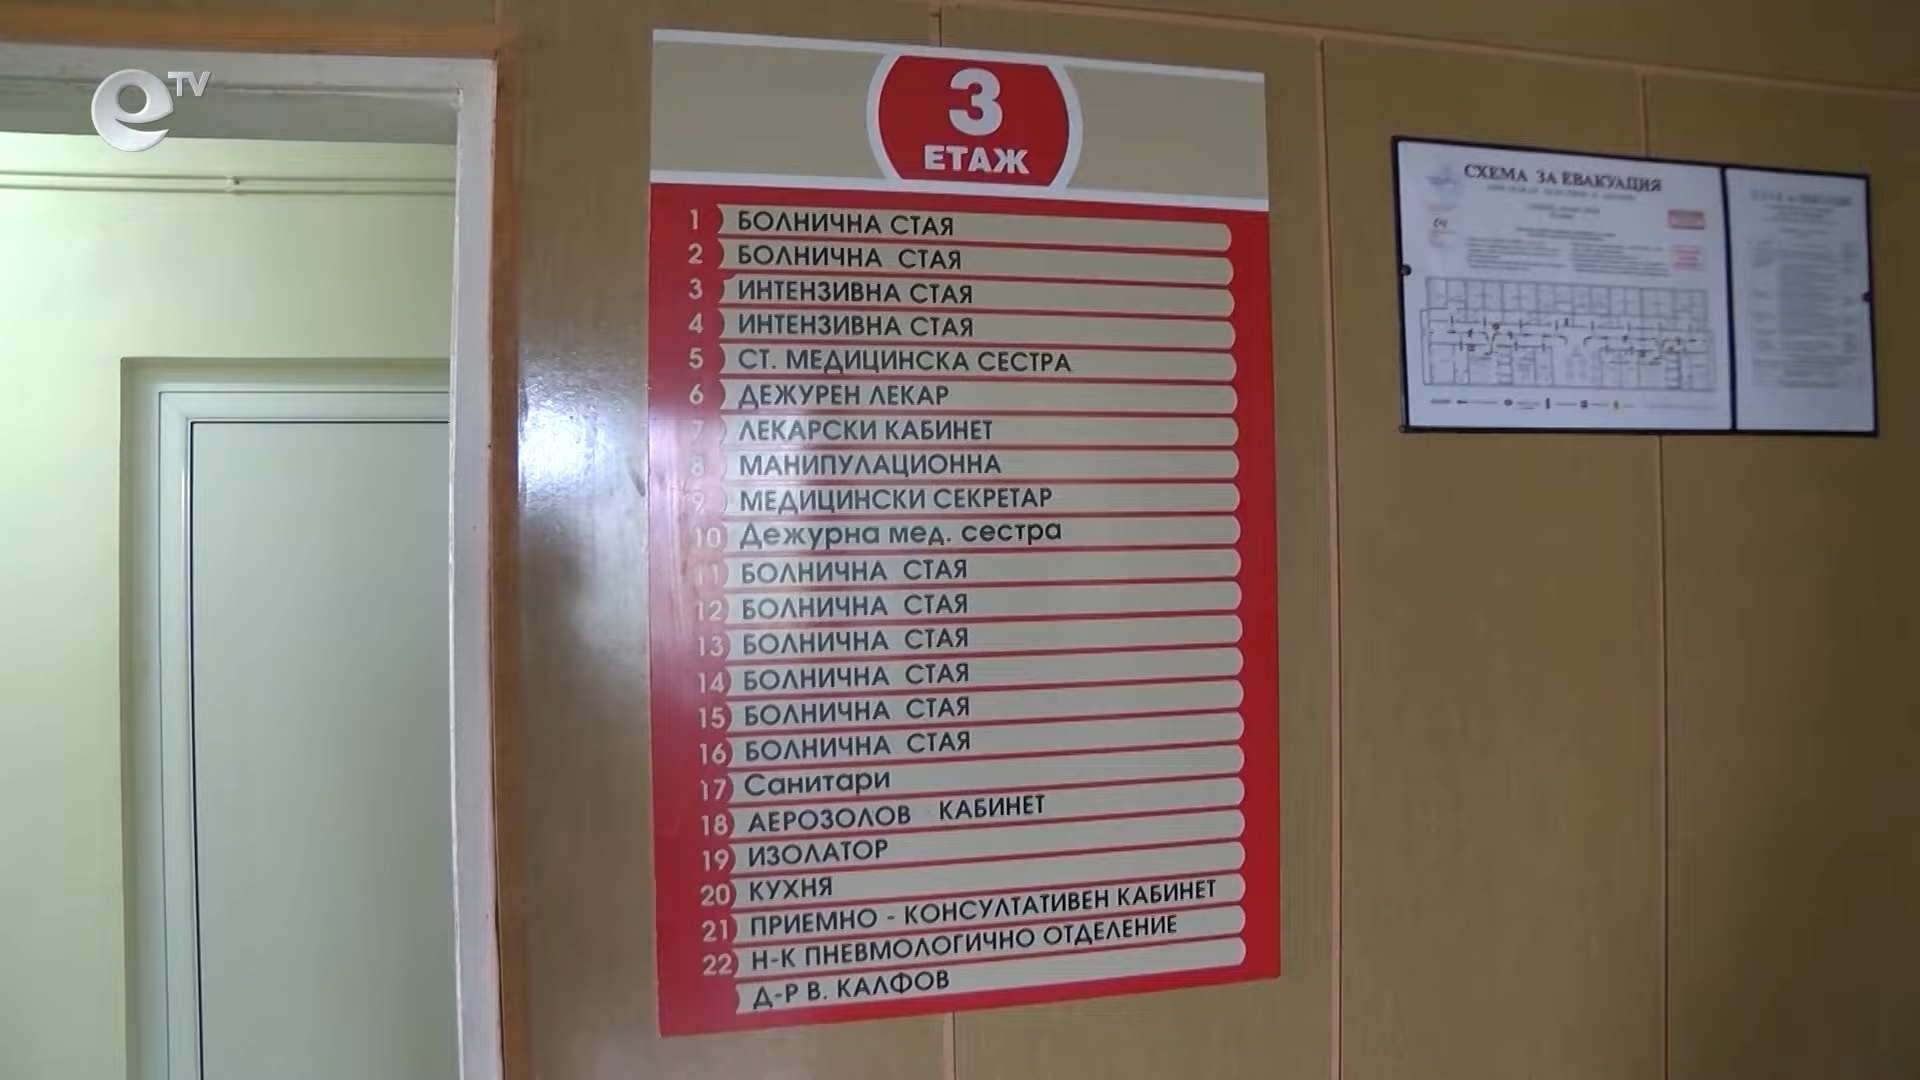 e TV
3
ЕТАЖ
1 БОЛНИЧНА СТАЯ
2 БОЛНИЧНА СТАЯ
3 ИНТЕНЗИВНА СТАЯ
4 ИНТЕНЗИВНА СТАЯ
5 СТ. МЕДИЦИНСКА СЕСТРА
6 ДЕЖУРЕН ЛЕКАР
7 ЛЕКАРСКИ КАБИНЕТ
8 МАНИПУЛАЦИОННА
9 МЕДИЦИНСКИ СЕКРЕТАР
10 Дежурна мед. сестра
11 БОЛНИЧНА СТАЯ
12 БОЛНИЧНА СТАЯ
13 БОЛНИЧНА СТАЯ
14 БОЛНИЧНА СТАЯ
15 БОЛНИЧНА СТАЯ
16 БОЛНИЧНА СТАЯ
17 Санитари
18 АЕРОЗОЛОВ КАБИНЕТ
19 ИЗОЛАТОР
20 КУХНЯ
21 ПРИЕМНО - КОНСУЛТАТИВЕН КАБИНЕТ
22 Н-К ПНЕВМОЛОГИЧНО ОТДЕЛЕНИЕ
Д-Р В. КАЛФОВ
СХЕМА ЗА ЕВАКУАЦИЯ